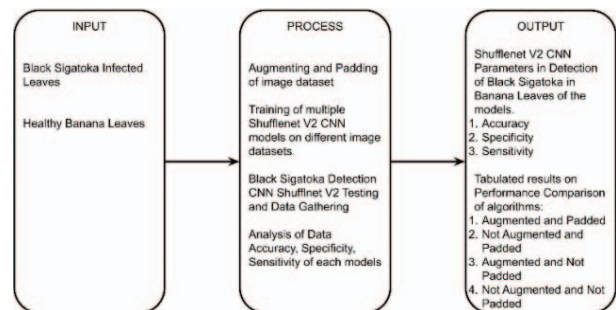 INPUT
Black Sigatoka Infected
Leaves
Healthy Banana Leaves
PROCESS
Augmenting and Padding
of image dataset
Training of multiple
Shufflenet V2 CNN
models on different image
datasets.
Black Sigatoka Detection
CNN Shufflnet V2 Testing
and Data Gathering
Analysis of Data
Accuracy, Specificity,
Sensitivity of each models
OUTPUT
Shufflenet V2 CNN
Parameters in Detection
of Black Sigatoka in
Banana Leaves of the
models.
1. Accuracy
2. Specificity
3. Sensitivity
Tabulated results on
Performance Comparison
of algorithms:
1. Augmented and Padded
2. Not Augmented and
Padded
3. Augmented and Not
Padded
4. Not Augmented and Not
Padded